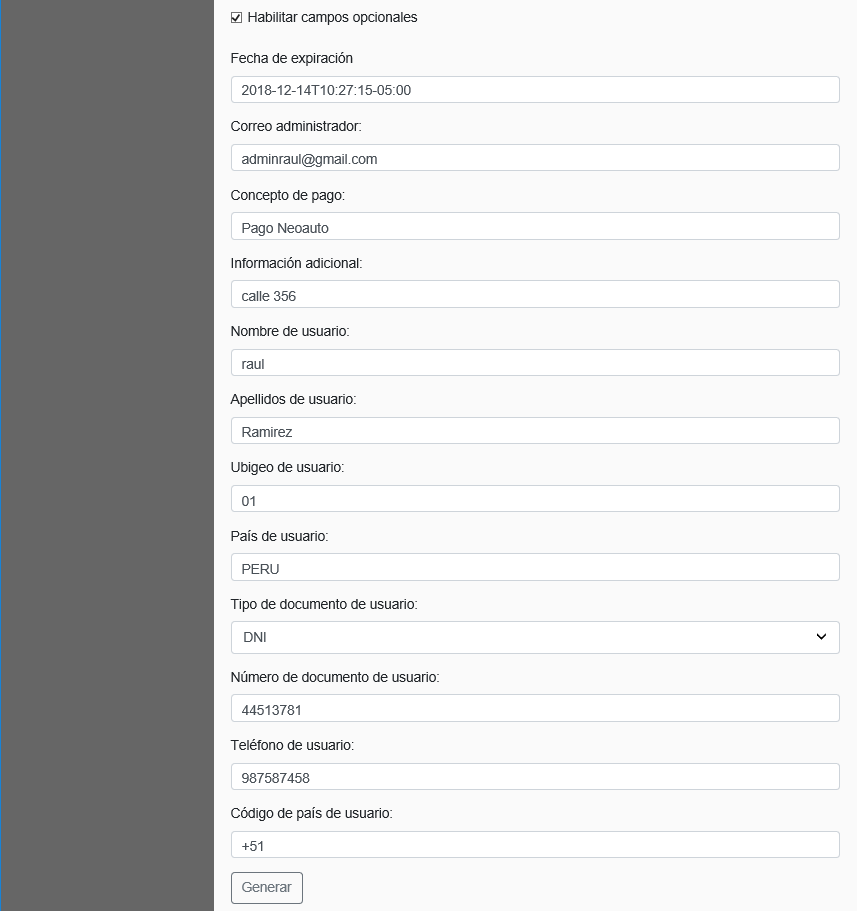 Habilitar campos opcionales
Fecha de expiración
2018-12-14T10:27:15-05:00
Correo administrador:
adminraul@gmail.com
Concepto de pago:
Pago Neoauto
Información adicional:
calle 356
Nombre de usuario:
raul
Apellidos de usuario:
Ramirez
Ubigeo de usuario:
01
País de usuario:
PERU
Tipo de documento de usuario:
DNI
Número de documento de usuario:
44513781
Teléfono de usuario:
987587458
Código de país de usuario:
+51
Generar